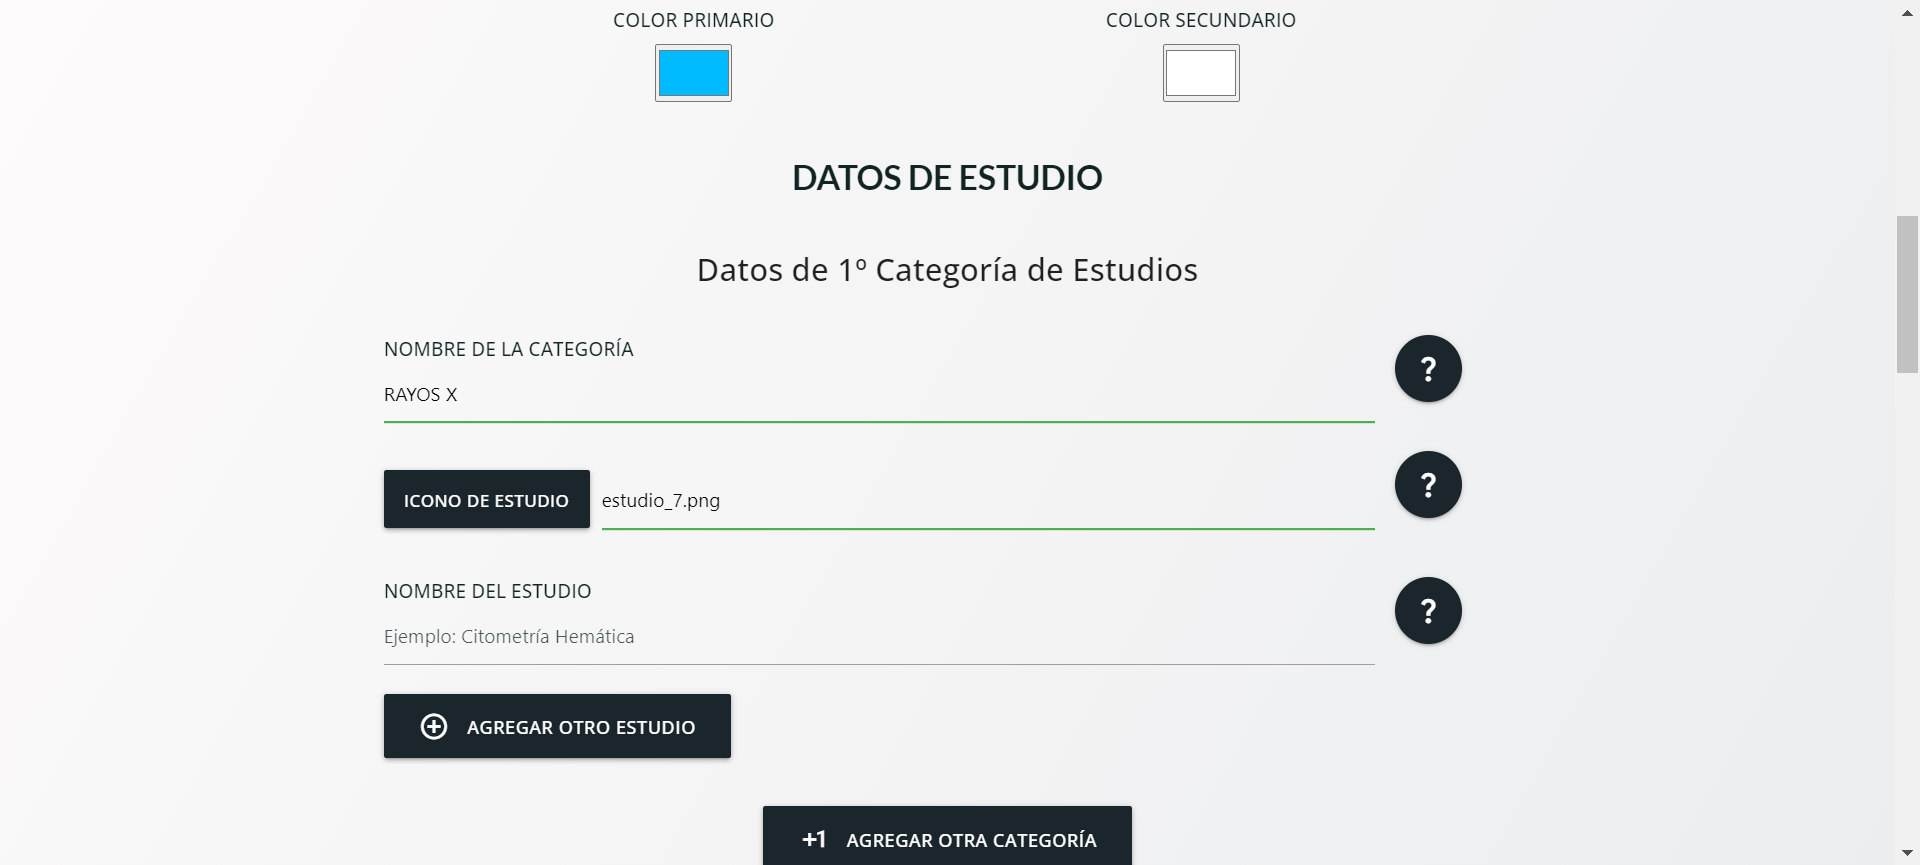 COLOR PRIMARIO
COLOR SECUNDARIO
DATOS DE ESTUDIO
Datos de 1º Categoría de Estudios
NOMBRE DE LA CATEGORÍA
RAYOS X
?
ICONO DE ESTUDIO
estudio_7.png
?
NOMBRE DEL ESTUDIO
Ejemplo: Citometría Hemática
?
AGREGAR OTRO ESTUDIO
+1 AGREGAR OTRA CATEGORÍA